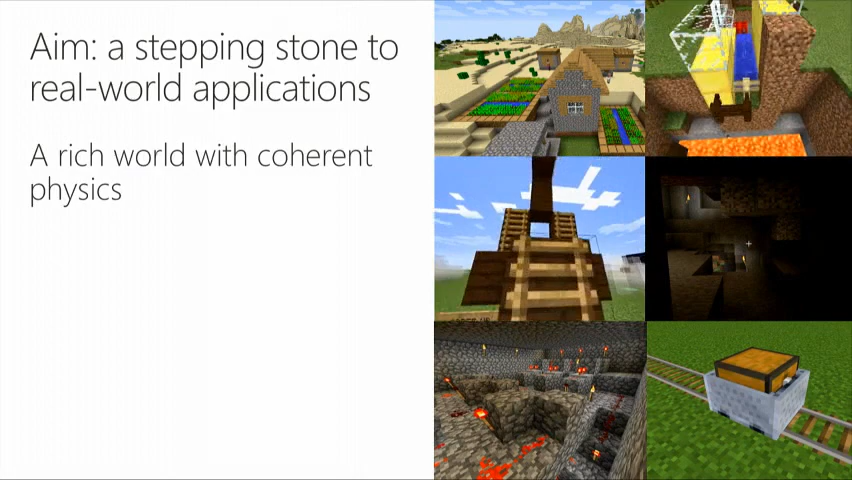 Aim: a stepping stone to
real-world applications
A rich world with coherent
physics